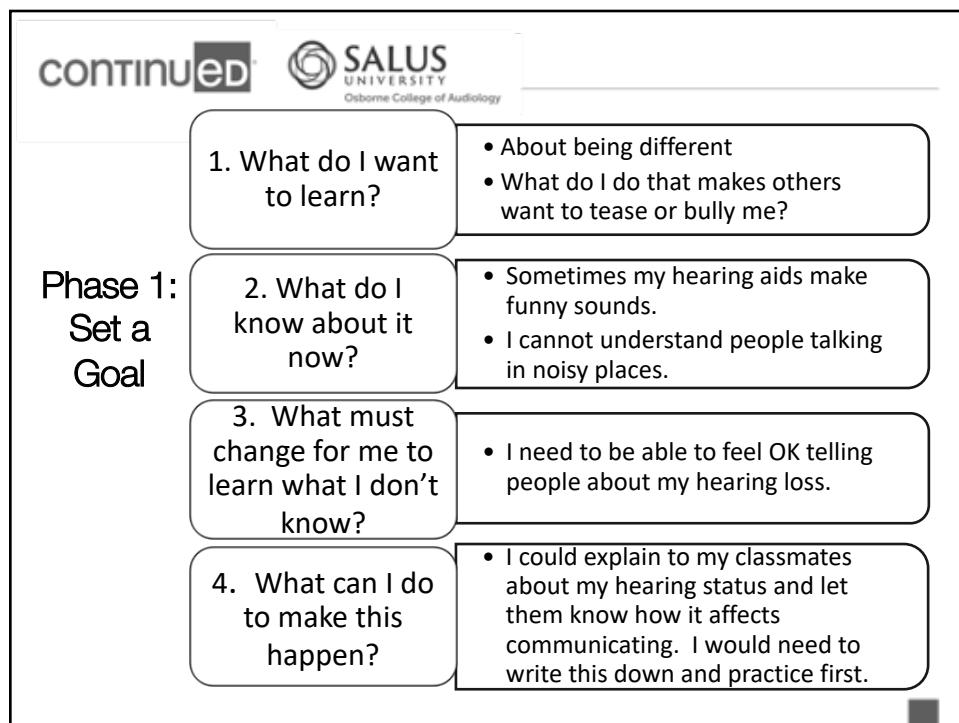 continued
SALUS
UNIVERSITY
Osborne College of Audiology
Phase 1:
Set a
Goal
1. What do I want
to learn?
• About being different
• What do I do that makes others
want to tease or bully me?
2. What do I
know about it
now?
• Sometimes my hearing aids make
funny sounds.
• I cannot understand people talking
in noisy places.
3. What must
change for me to
learn what I don’t
know?
• I need to be able to feel OK telling
people about my hearing loss.
4. What can I do
to make this
happen?
• I could explain to my classmates
about my hearing status and let
them know how it affects
communicating. I would need to
write this down and practice first.